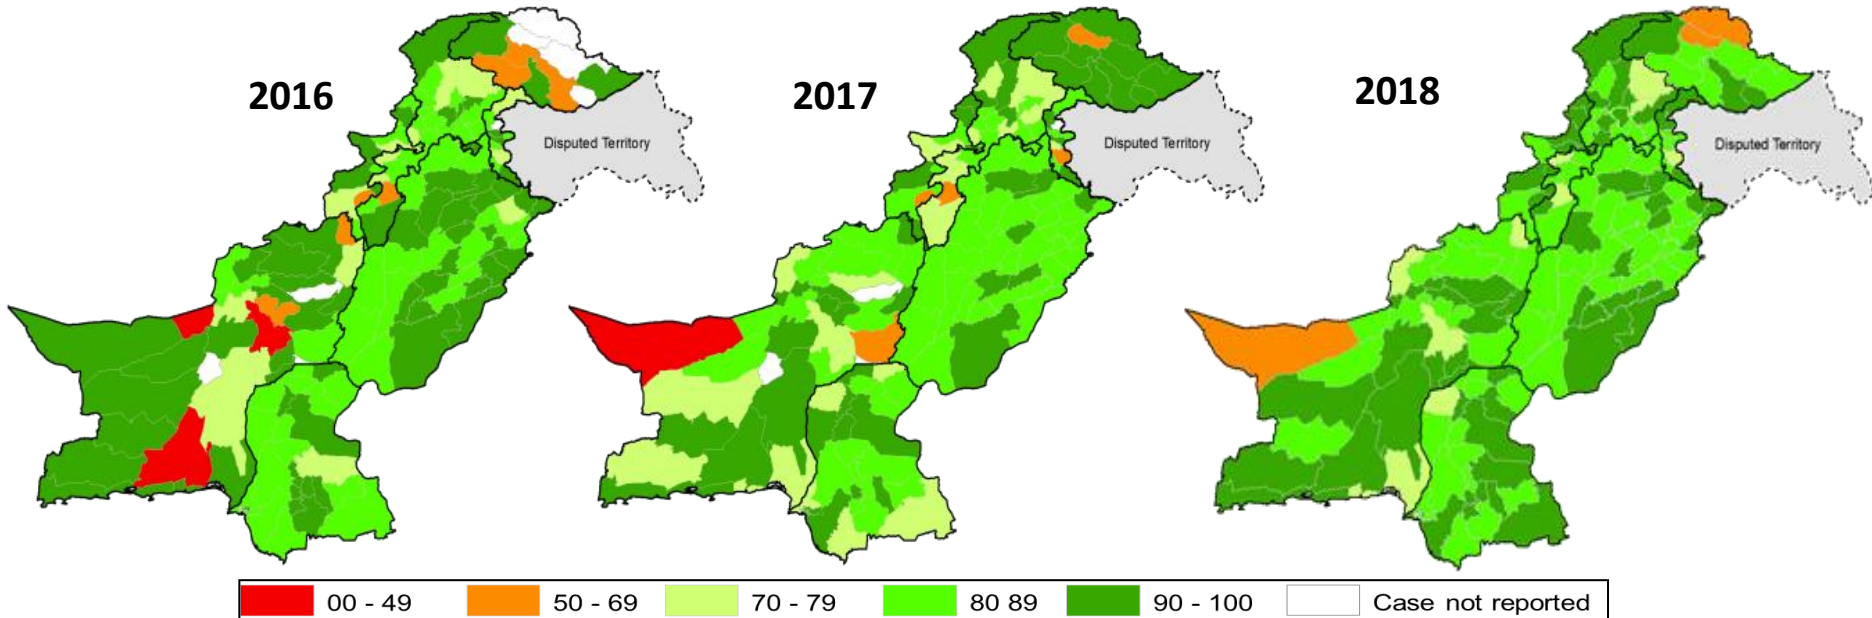 2016
2017
2018
Disputed Territory
Disputed Territory
Disputed Territory
00 - 49
50 - 69
70 - 79
80 89
90 - 100
Case not reported